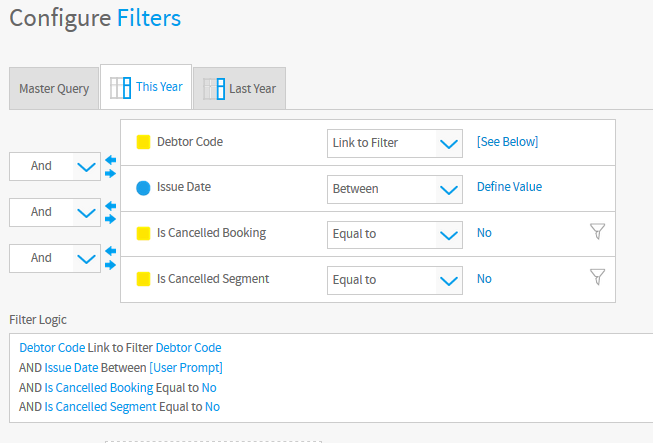 Configure Filters
Master Query This Year Last Year
Debtor Code Link to Filter [See Below]
And
Issue Date Between Define Value
And
Is Cancelled Booking Equal to No
And
Is Cancelled Segment Equal to No
Filter Logic
Debtor Code Link to Filter Debtor Code
AND Issue Date Between [User Prompt]
AND Is Cancelled Booking Equal to No
AND Is Cancelled Segment Equal to No